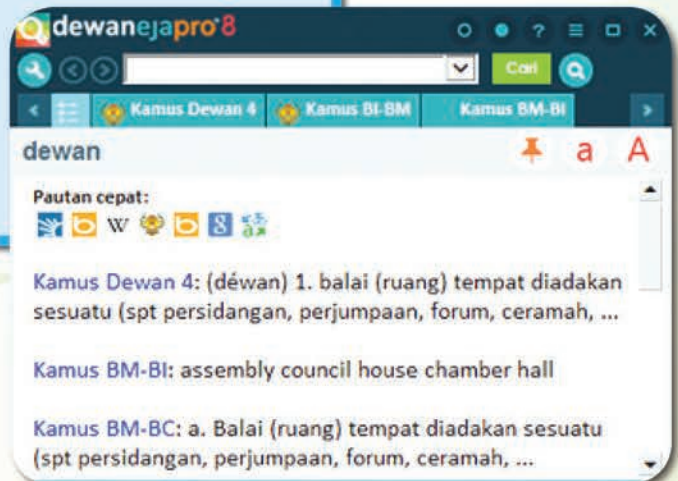 dewanejapro 8
?
Cari
Kamus Dewan 4 Kamus BI-BM Kamus BM-BI
dewan a A
Pautan cepat:
Kamus Dewan 4: (déwan) 1. balai (ruang) tempat diadakan
sesuatu (spt persidangan, perjumpaan, forum, ceramah, ...
Kamus BM-BI: assembly council house chamber hall
Kamus BM-BC: a. Balai (ruang) tempat diadakan sesuatu
(spt persidangan, perjumpaan, forum, ceramah, ...